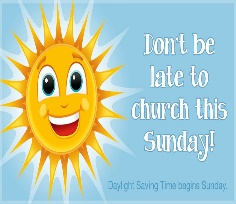 Don't be
late to
church this
Sunday!
Daylight Saving Time begins Sunday.